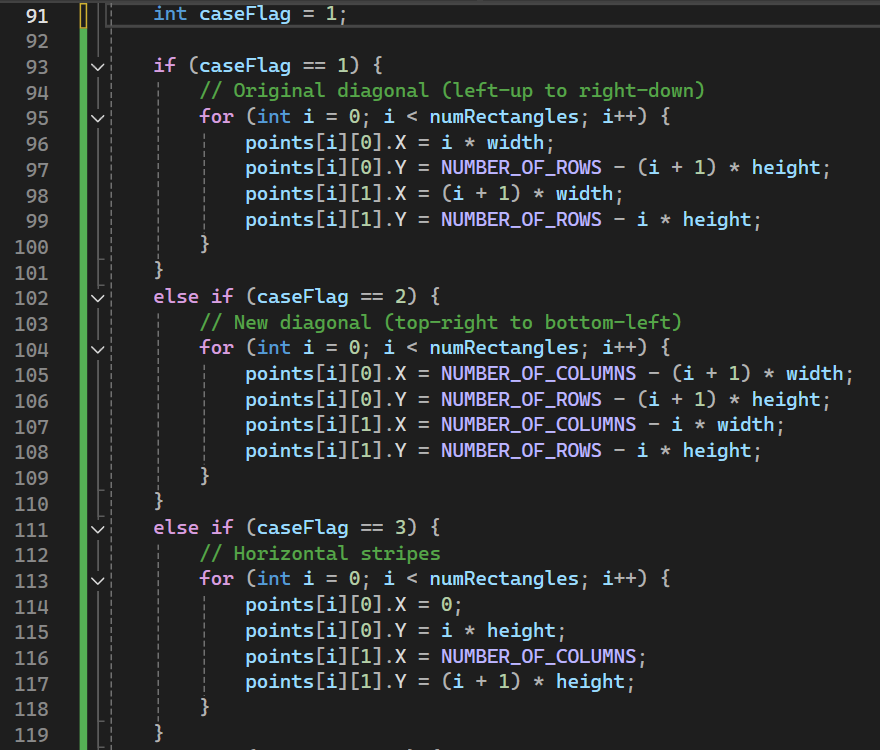 91 int caseFlag = 1;
92
93 if (caseFlag == 1) {
94 // Original diagonal (left-up to right-down)
95 for (int i = 0; i < numRectangles; i++) {
96 points[i][0].X = i * width;
97 points[i][0].Y = NUMBER_OF_ROWS - (i + 1) * height;
98 points[i][1].X = (i + 1) * width;
99 points[i][1].Y = NUMBER_OF_ROWS - i * height;
100 }
101 }
102 else if (caseFlag == 2) {
103 // New diagonal (top-right to bottom-left)
104 for (int i = 0; i < numRectangles; i++) {
105 points[i][0].X = NUMBER_OF_COLUMNS - (i + 1) * width;
106 points[i][0].Y = NUMBER_OF_ROWS - (i + 1) * height;
107 points[i][1].X = NUMBER_OF_COLUMNS - i * width;
108 points[i][1].Y = NUMBER_OF_ROWS - i * height;
109 }
110 }
111 else if (caseFlag == 3) {
112 // Horizontal stripes
113 for (int i = 0; i < numRectangles; i++) {
114 points[i][0].X = 0;
115 points[i][0].Y = i * height;
116 points[i][1].X = NUMBER_OF_COLUMNS;
117 points[i][1].Y = (i + 1) * height;
118 }
119 }